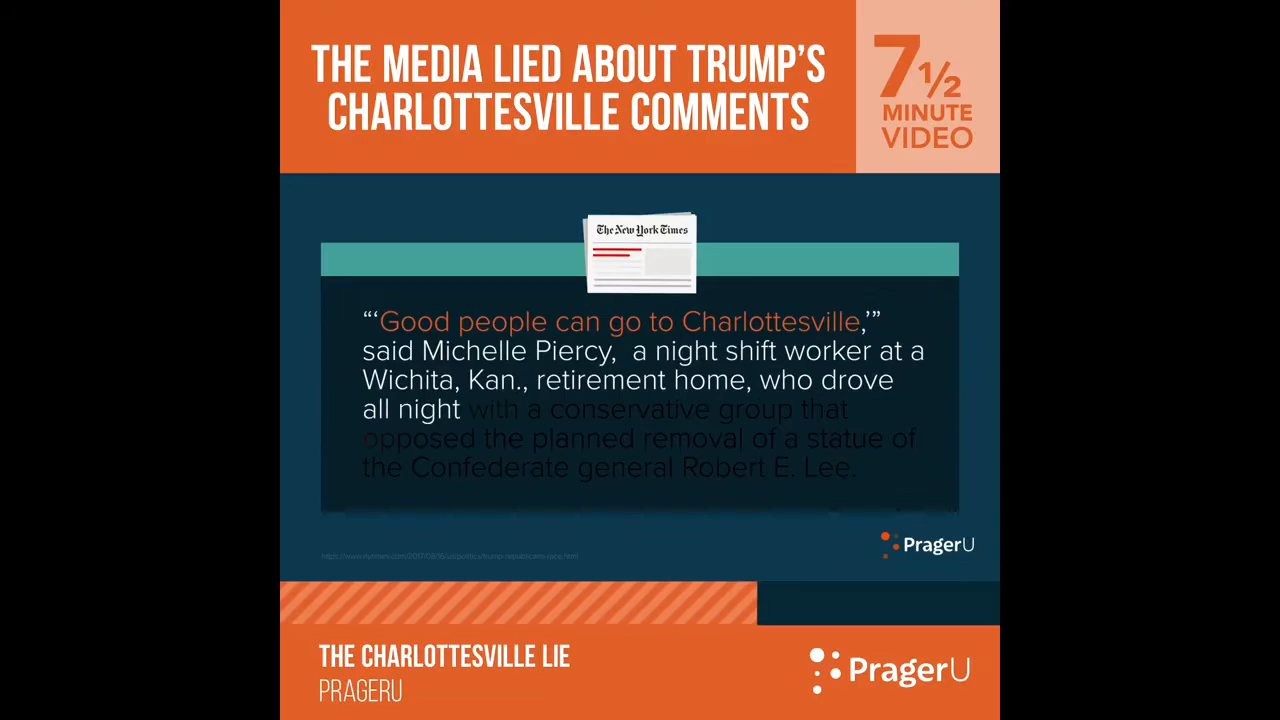 THE MEDIA LIED ABOUT TRUMP'S
CHARLOTTESVILLE COMMENTS
7 1/2
MINUTE
VIDEO
The New York Times
“‘Good people can go to Charlottesville,’”
said Michelle Piercy,  a night shift worker at a
Wichita, Kan., retirement home, who drove
all night with a conservative group that
opposed the planned removal of a statue of
the Confederate general Robert E. Lee.
PragerU
THE CHARLOTTESVILLE LIE
PRAGERU
PragerU